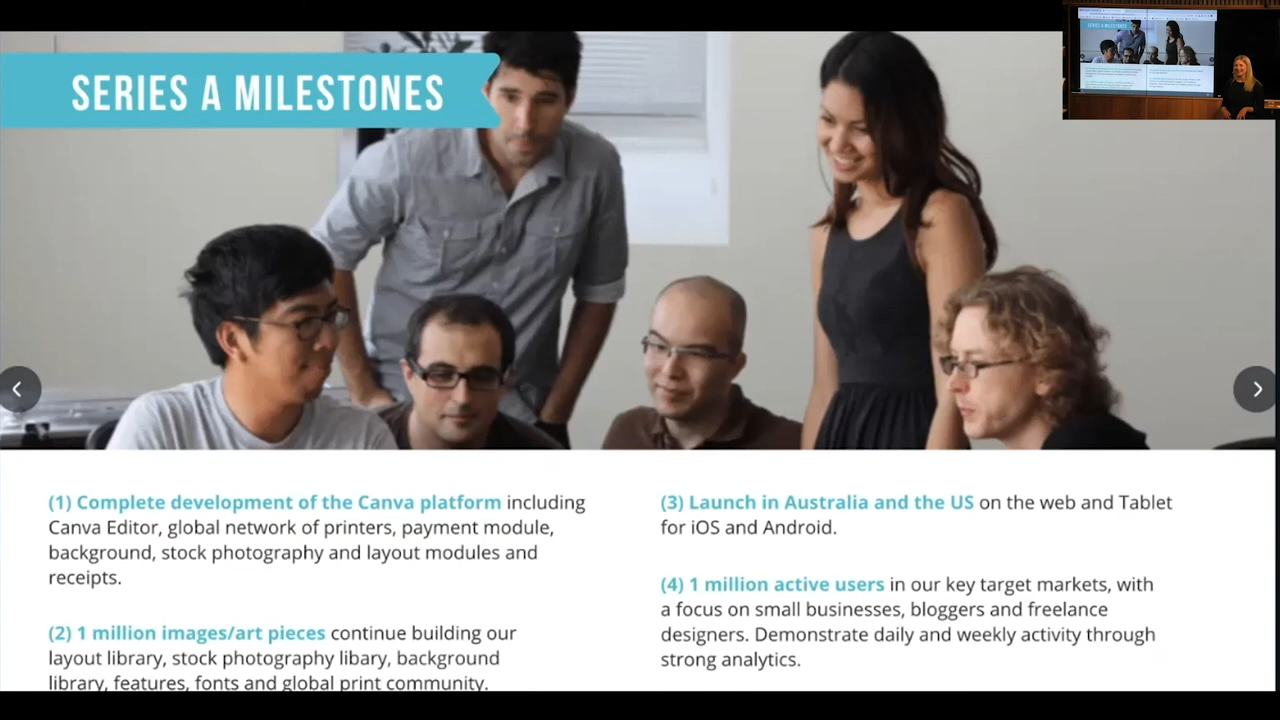 SERIES A MILESTONES
SERIES A MILESTONES
(1) Complete development of the Canva platform including
Canva Editor, global network of printers, payment module,
background, stock photography and layout modules and
receipts.
(2) 1 million images/art pieces continue building our
layout library, stock photography libary, background
library, features, fonts and global print community.
(3) Launch in Australia and the US on the web and Tablet
for iOS and Android.
(4) 1 million active users in our key target markets, with
a focus on small businesses, bloggers and freelance
designers. Demonstrate daily and weekly activity through
strong analytics.